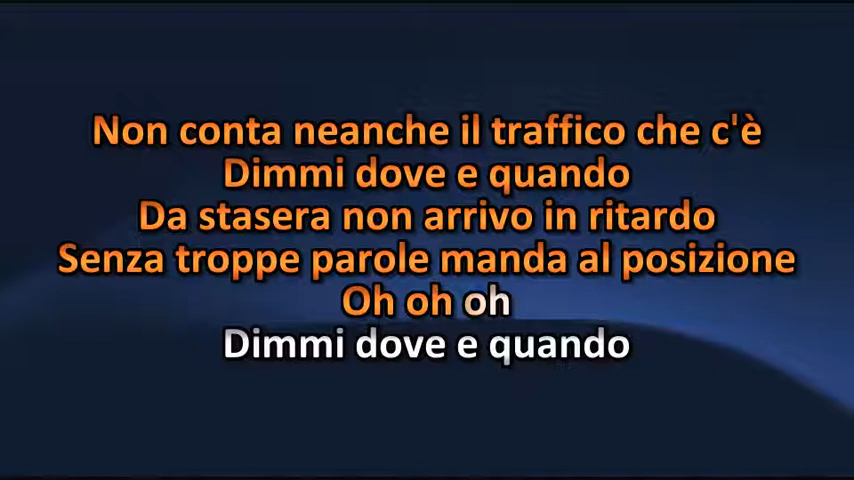 Non conta neanche il traffico che c'è
Dimmi dove e quando
Da stasera non arrivo in ritardo
Senza troppe parole manda al posizione
Oh oh oh
Dimmi dove e quando